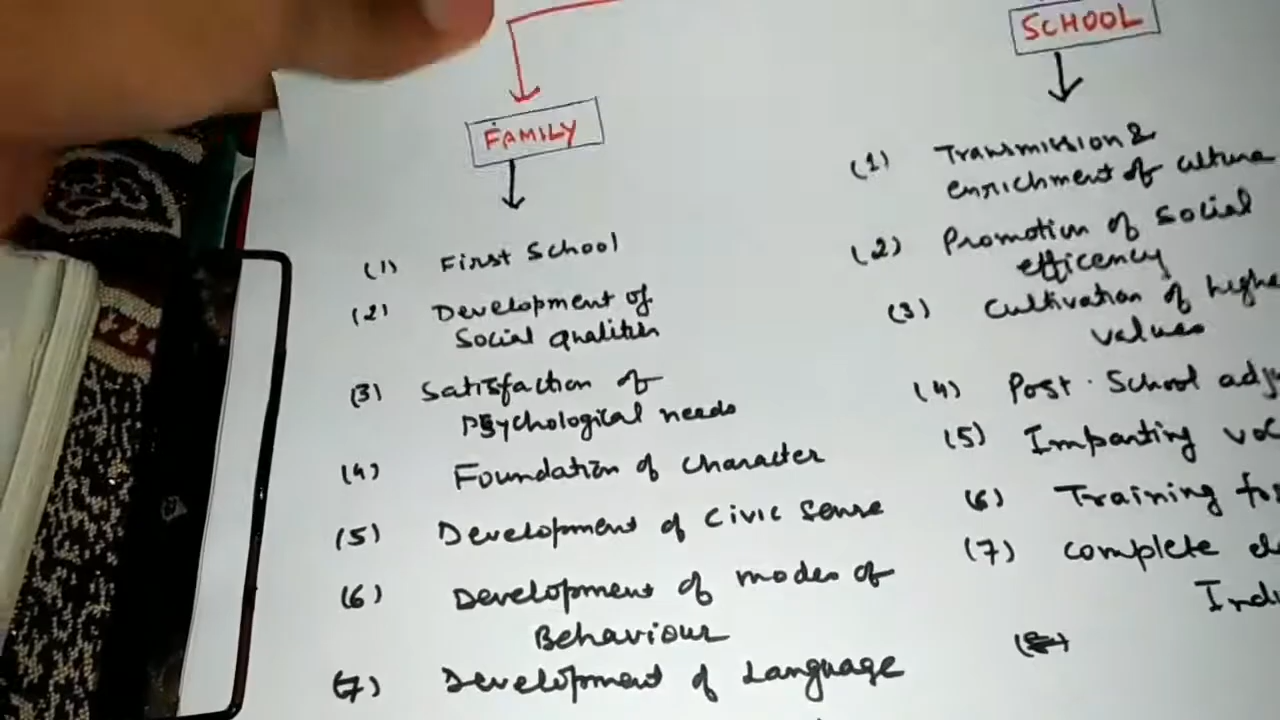 FAMILY
(1) First School
(2) Development of
Social qualities
(3) Satisfaction of
Psychological needs
(4) Foundation of character
(5) Development of Civic Sense
(6) Development of modes of
Behaviour
(7) Development of Language
SCHOOL
(1) Transmission &
enrichment of culture
(2) Promotion of Social
efficency
(3) Cultivation of
values
(4) Post School
(5) Imparting
(6) Training
(7) complete